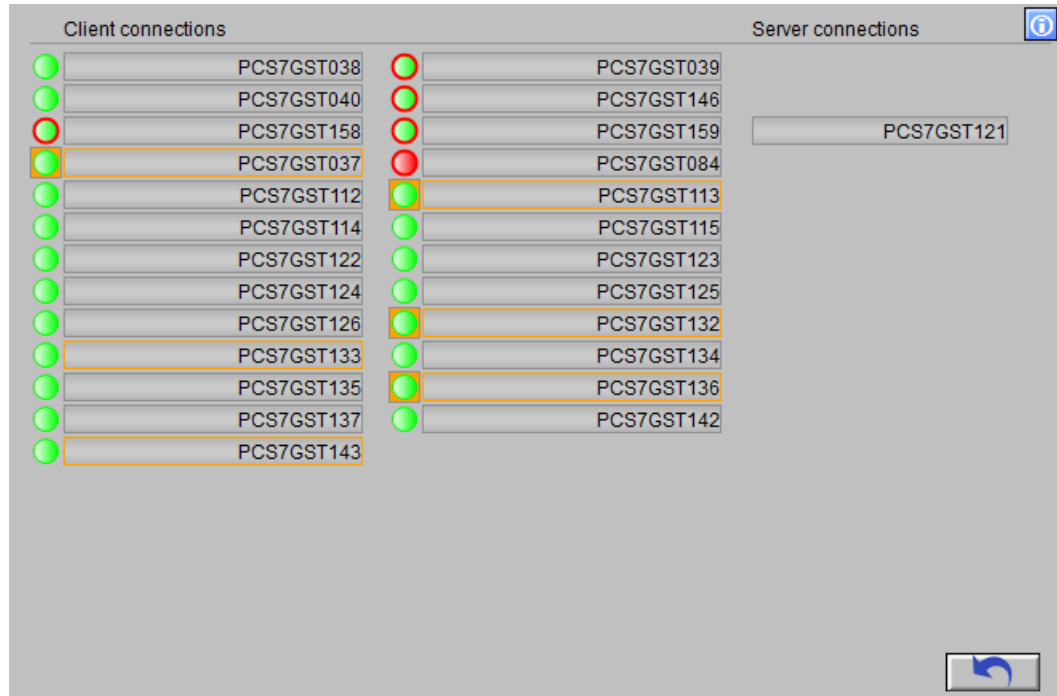 Client connections Server connections
PCS7GST038 PCS7GST039
PCS7GST040 PCS7GST146
PCS7GST158 PCS7GST159 PCS7GST121
PCS7GST037 PCS7GST084
PCS7GST112 PCS7GST113
PCS7GST114 PCS7GST115
PCS7GST122 PCS7GST123
PCS7GST124 PCS7GST125
PCS7GST126 PCS7GST132
PCS7GST133 PCS7GST134
PCS7GST135 PCS7GST136
PCS7GST137 PCS7GST142
PCS7GST143